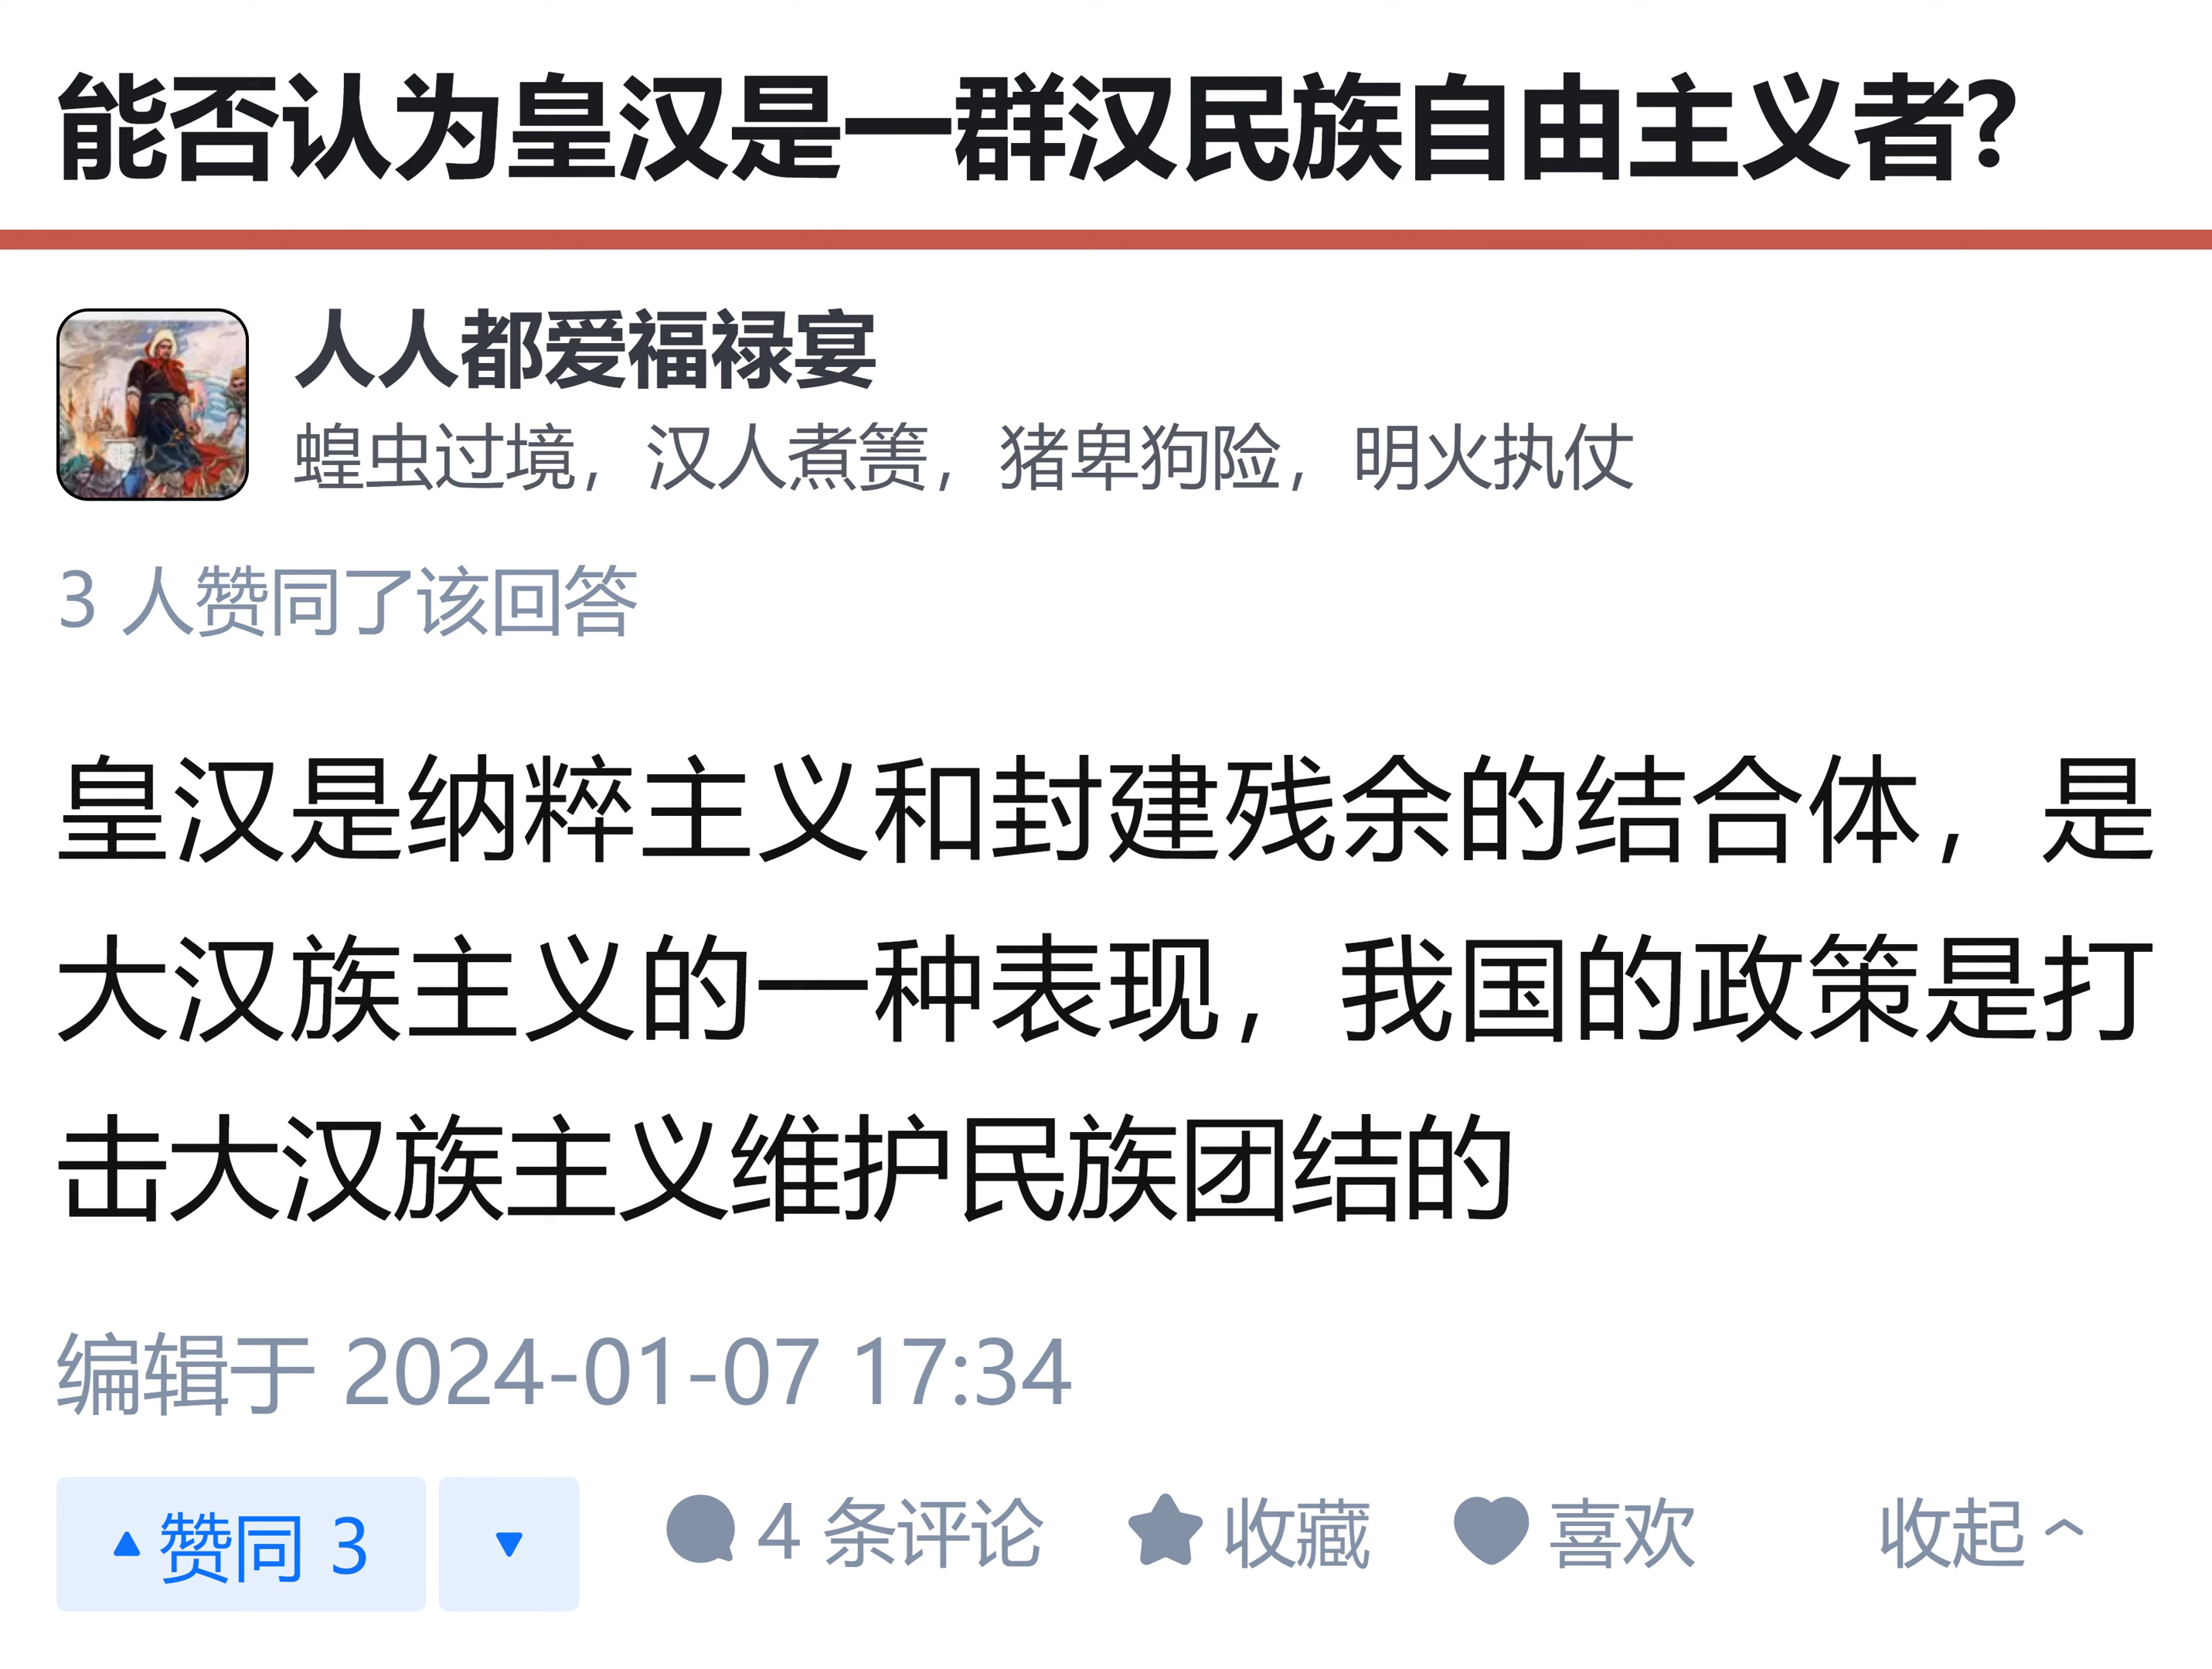 能否认为皇汉是一群汉民族自由主义者?
人人都爱福禄宴
蝗虫过境，汉人煮箦，猪卑狗险，明火执仗
3 人赞同了该回答
皇汉是纳粹主义和封建残余的结合体，是
大汉族主义的一种表现，我国的政策是打
击大汉族主义维护民族团结的
编辑于 2024-01-07 17:34
赞同 3
4 条评论
收藏
喜欢
收起